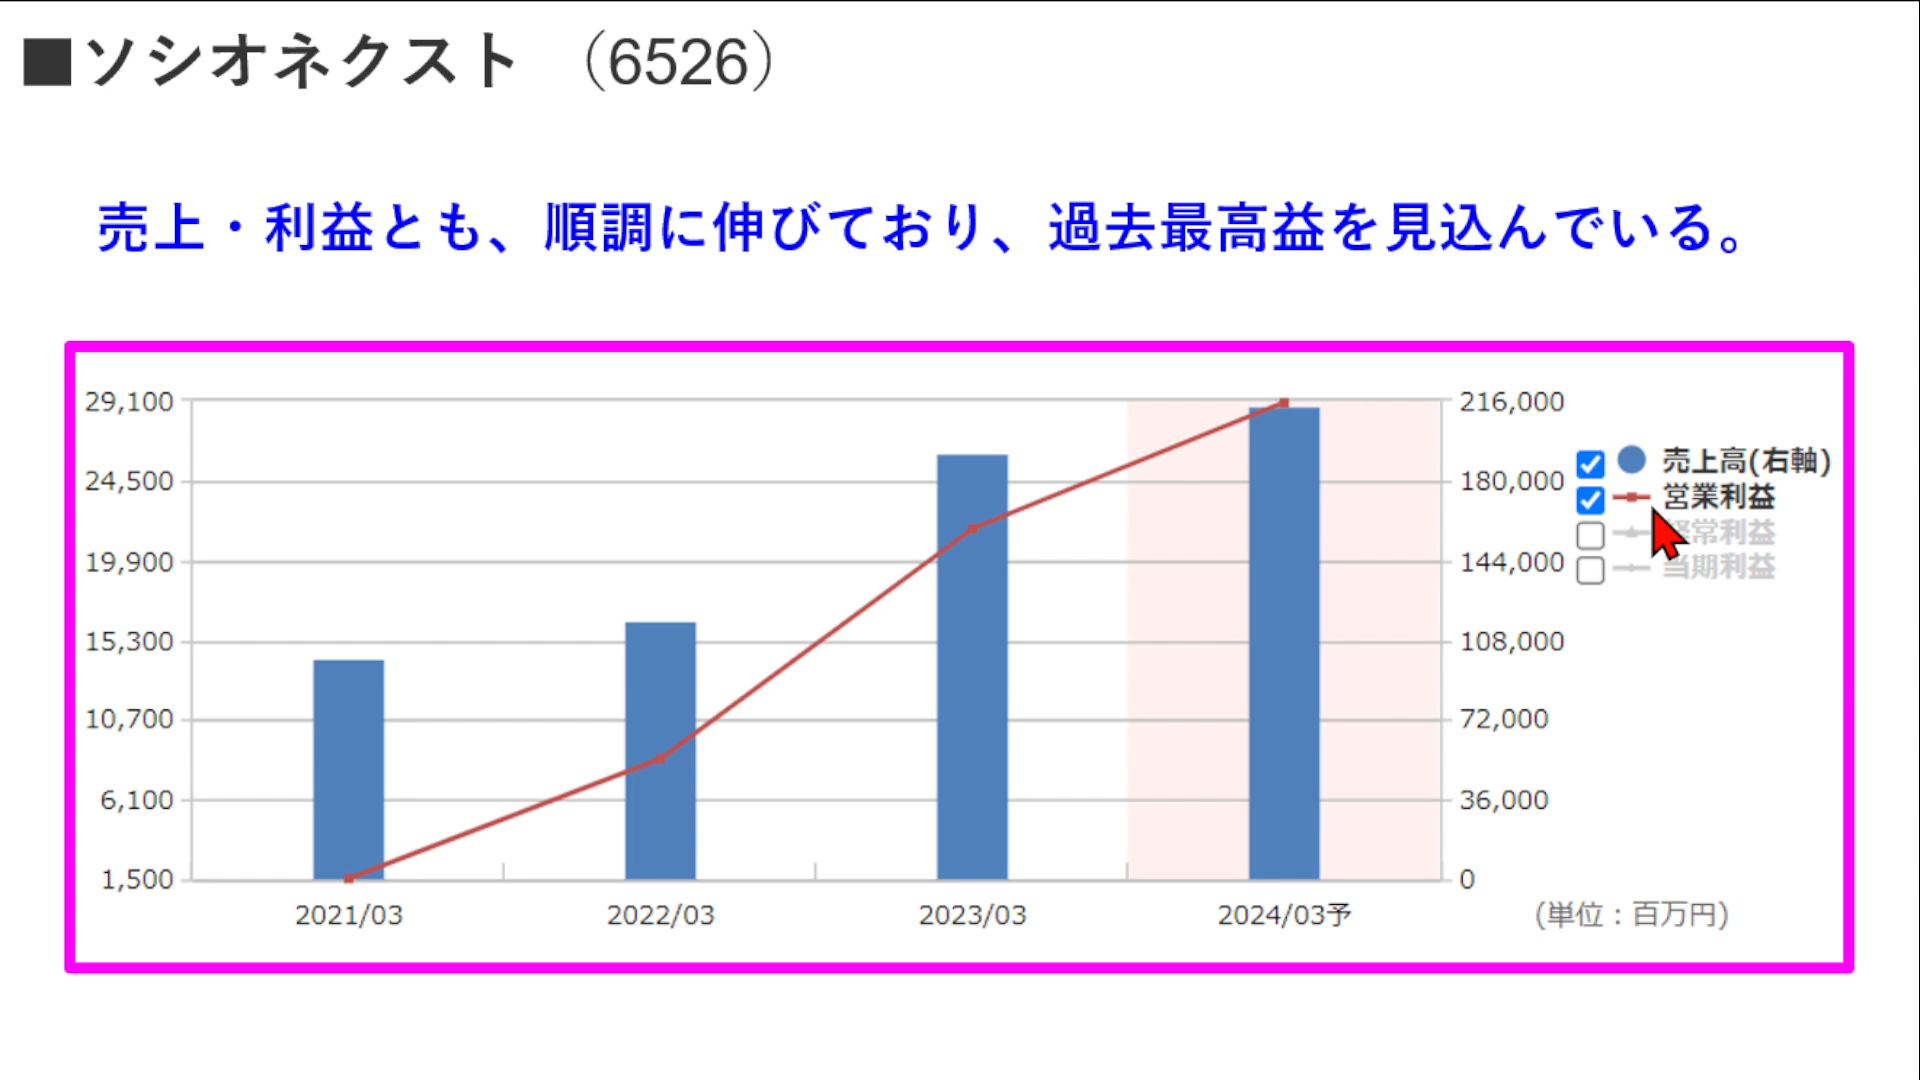 ■ソシオネクスト （6526）
売上・利益とも、順調に伸びており、過去最高益を見込んでいる。
29,100
24,500
19,900
15,300
10,700
6,100
1,500
216,000
180,000
144,000
108,000
72,000
36,000
0
売上高(右軸)
営業利益
経常利益
当期利益
2021/03
2022/03
2023/03
2024/03予
(単位：百万円)